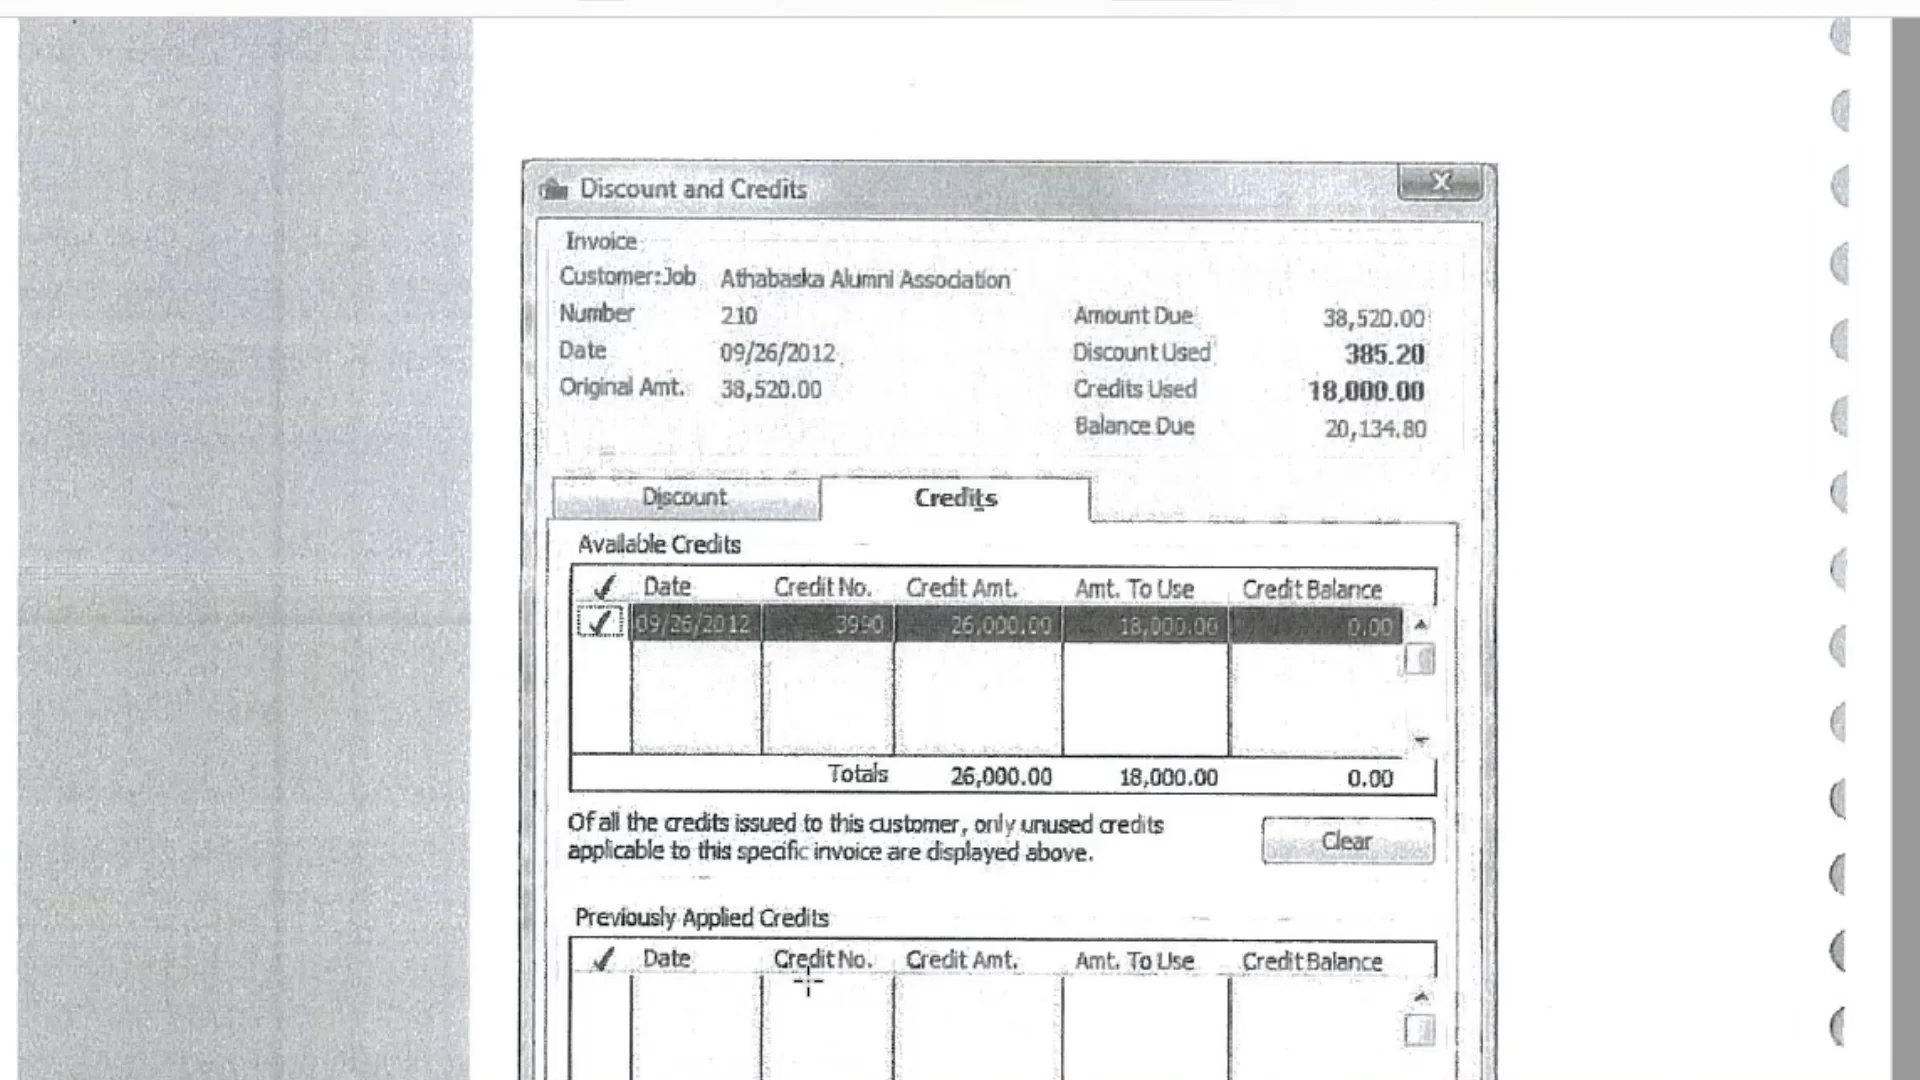 Discount and Credits
X
Invoice
Customer:Job Athabaska Alumni Association
Number 210 Amount Due 38,520.00
Date 09/26/2012 Discount Used 385.20
Original Amt. 38,520.00 Credits Used 18,000.00
Balance Due 20,134.80
Discount Credits
Available Credits
✓ Date Credit No. Credit Amt. Amt. To Use Credit Balance
✓ 09/26/2012 3990 26,000.00 18,000.00 0.00
Totals 26,000.00 18,000.00 0.00
Of all the credits issued to this customer, only unused credits
applicable to this specific invoice are displayed above.
Clear
Previously Applied Credits
✓ Date Credit No. Credit Amt. Amt. To Use Credit Balance